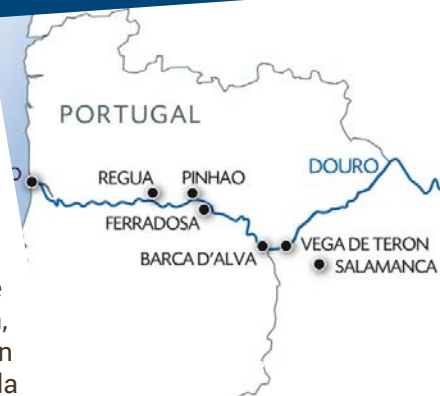 PORTUGAL
DOURO
REGUA
PINHAO
FERRADOSA
BARCA D'ALVA
VEGA DE TERON
SALAMANCA